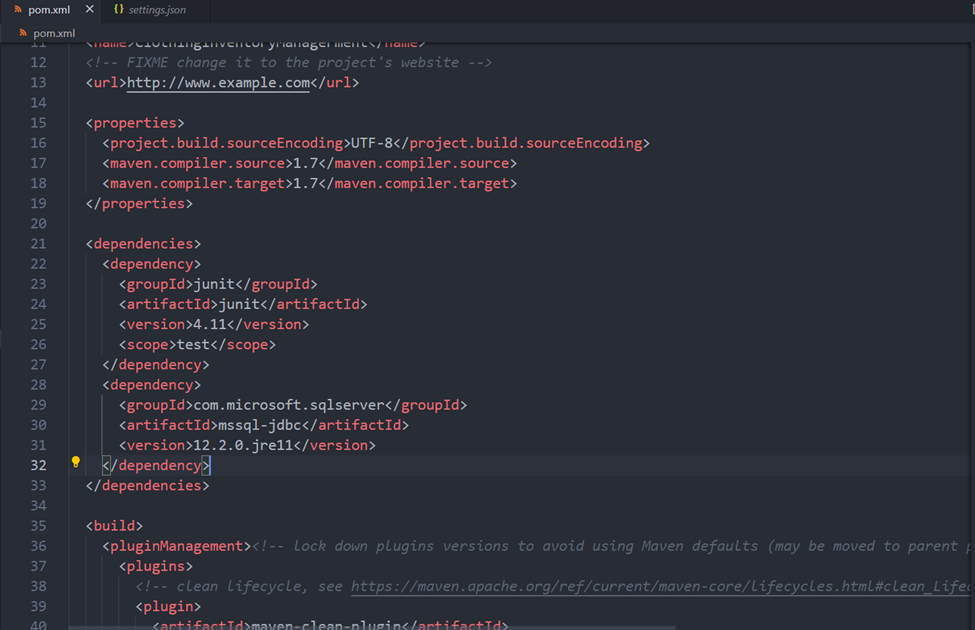 pom.xml
settings.json
pom.xml
11 <name>ClothingInventoryManagerment</name>
12 <!-- FIXME change it to the project's website -->
13 <url>http://www.example.com</url>
14
15 <properties>
16 <project.build.sourceEncoding>UTF-8</project.build.sourceEncoding>
17 <maven.compiler.source>1.7</maven.compiler.source>
18 <maven.compiler.target>1.7</maven.compiler.target>
19 </properties>
20
21 <dependencies>
22 <dependency>
23 <groupId>junit</groupId>
24 <artifactId>junit</artifactId>
25 <version>4.11</version>
26 <scope>test</scope>
27 </dependency>
28 <dependency>
29 <groupId>com.microsoft.sqlserver</groupId>
30 <artifactId>mssql-jdbc</artifactId>
31 <version>12.2.0.jre11</version>
32 </dependency>
33 </dependencies>
34
35 <build>
36 <pluginManagement><!-- lock down plugins versions to avoid using Maven defaults (may be moved to parent p
37 <plugins>
38 <!-- clean lifecycle, see https://maven.apache.org/ref/current/maven-core/lifecycles.html#clean_Lifec
39 <plugin>
40 <artifactId>maven-clean-plugin</artifactId>